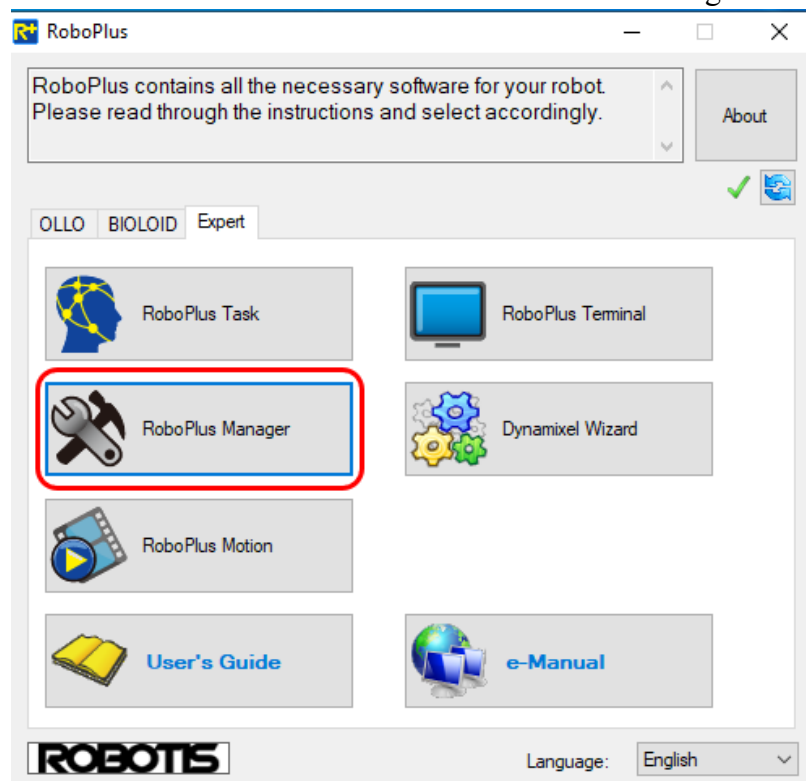 RoboPlus
RoboPlus contains all the necessary software for your robot.
Please read through the instructions and select accordingly.
About
OLLO BIOLOID Expert
RoboPlus Task
RoboPlus Terminal
RoboPlus Manager
Dynamixel Wizard
RoboPlus Motion
User's Guide
e-Manual
ROBOTIS
Language: English